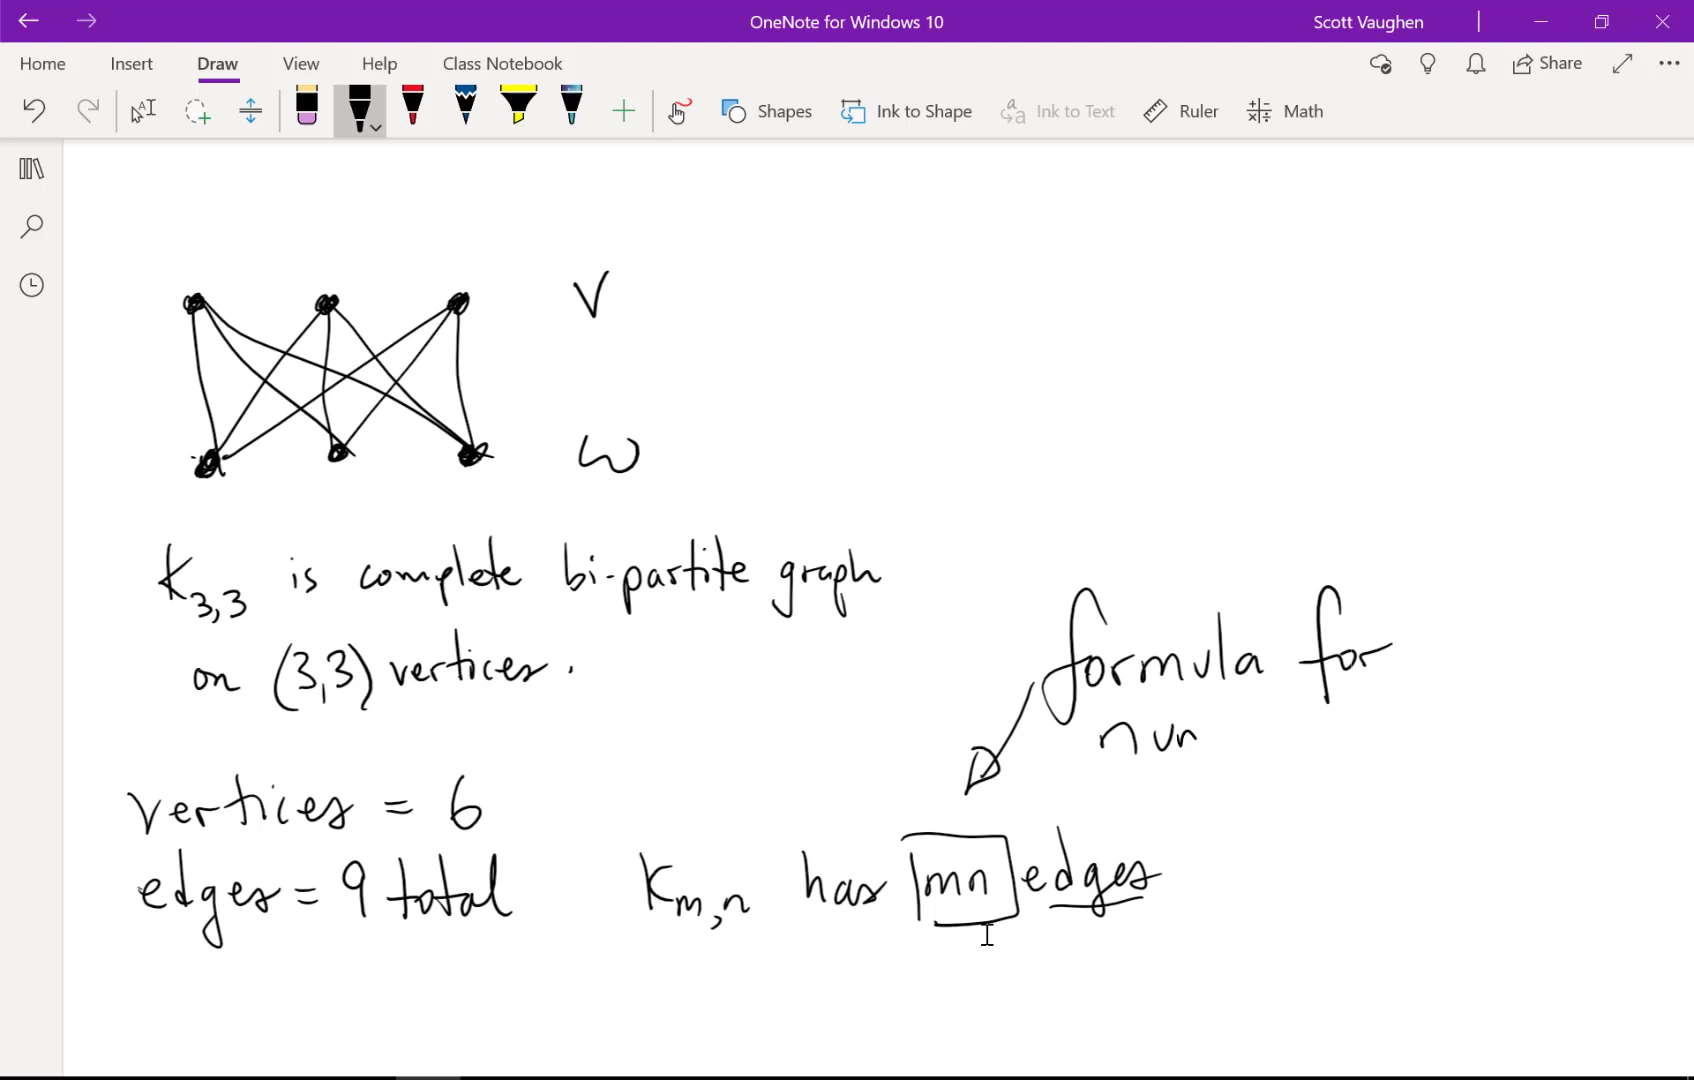 OneNote for Windows 10
Scott Vaughen
Home Insert Draw View Help Class Notebook Share
Ink to Shape Ink to Text Shapes Ruler Math
V
W
K3,3 is complete bi-partite graph
on (3,3) vertices.
formula for
num
vertices = 6
edges = 9 total
Km,n has mn edges